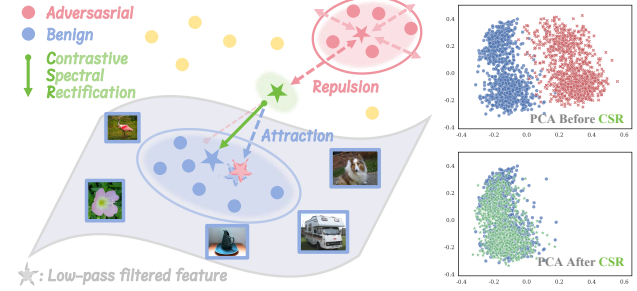 Adversasrial
Benign
Contrastive
Spectral
Rectification
Repulsion
Attraction
: Low-pass filtered feature
0.4
0.2
0.0
-0.2
-0.4
PCA Before CSR
-0.4 -0.2 0.0 0.2 0.4 0.6
0.4
0.2
0.0
-0.2
-0.4
PCA After CSR
-0.4 -0.2 0.0 0.2 0.4 0.6